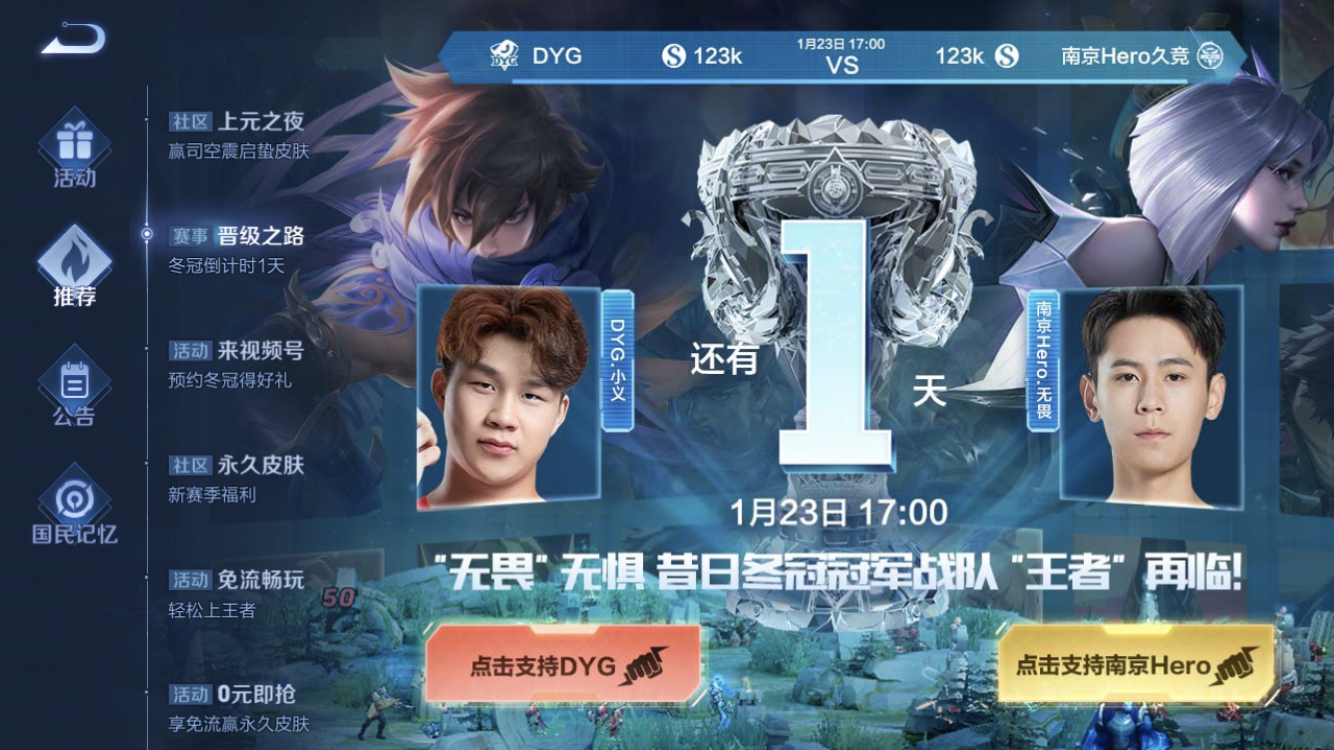 DYG
123k
1月23日 17:00
VS
123k
南京Hero久竞
活动
推荐
公告
国民记忆
社区 上元之夜
赢司空震启蛰皮肤
赛事 晋级之路
冬冠倒计时1天
活动 来视频号
预约冬冠得好礼
社区 永久皮肤
新赛季福利
活动 免流畅玩
轻松上王者
活动 0元即抢
享免流赢永久皮肤
DYG.小义
还有
1
天
南京Hero.无畏
1月23日 17:00
"无畏" 无惧 昔日冬冠冠军战队 "王者" 再临!
50
点击支持DYG
点击支持南京Hero